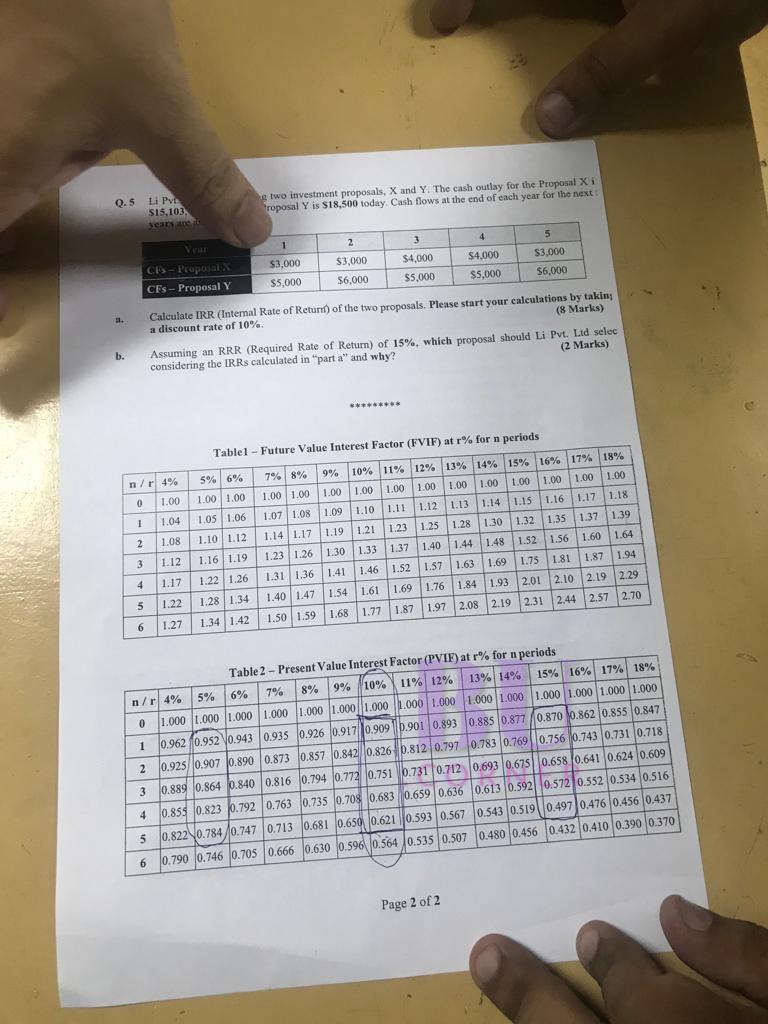 Q. 5 Li Pvt. two investment proposals, X and Y. The cash outlay for the Proposal X i
$15,103, Proposal Y is $18,500 today. Cash flows at the end of each year for the next
years are
Year 1 2 3 4 5
CFs – Proposal X $3,000 $3,000 $4,000 $4,000 $3,000
CFs – Proposal Y $5,000 $6,000 $5,000 $5,000 $6,000
a. Calculate IRR (Internal Rate of Return) of the two proposals. Please start your calculations by taking
a discount rate of 10%. (8 Marks)
b. Assuming an RRR (Required Rate of Return) of 15%, which proposal should Li Pvt. Ltd selec
considering the IRRs calculated in “part a” and why? (2 Marks)
*********
Table1 – Future Value Interest Factor (FVIF) at r% for n periods
n / r 4% 5% 6% 7% 8% 9% 10% 11% 12% 13% 14% 15% 16% 17% 18%
0 1.00 1.00 1.00 1.00 1.00 1.00 1.00 1.00 1.00 1.00 1.00 1.00 1.00 1.00 1.00
1 1.04 1.05 1.06 1.07 1.08 1.09 1.10 1.11 1.12 1.13 1.14 1.15 1.16 1.17 1.18
2 1.08 1.10 1.12 1.14 1.17 1.19 1.21 1.23 1.25 1.28 1.30 1.32 1.35 1.37 1.39
3 1.12 1.16 1.19 1.23 1.26 1.30 1.33 1.37 1.40 1.44 1.48 1.52 1.56 1.60 1.64
4 1.17 1.22 1.26 1.31 1.36 1.41 1.46 1.52 1.57 1.63 1.69 1.75 1.81 1.87 1.94
5 1.22 1.28 1.34 1.40 1.47 1.54 1.61 1.69 1.76 1.84 1.93 2.01 2.10 2.19 2.29
6 1.27 1.34 1.42 1.50 1.59 1.68 1.77 1.87 1.97 2.08 2.19 2.31 2.44 2.57 2.70
Table 2 – Present Value Interest Factor (PVIF) at r% for n periods
n / r 4% 5% 6% 7% 8% 9% 10% 11% 12% 13% 14% 15% 16% 17% 18%
0 1.000 1.000 1.000 1.000 1.000 1.000 1.000 1.000 1.000 1.000 1.000 1.000 1.000 1.000 1.000
1 0.962 0.952 0.943 0.935 0.926 0.917 0.909 0.901 0.893 0.885 0.877 0.870 0.862 0.855 0.847
2 0.925 0.907 0.890 0.873 0.857 0.842 0.826 0.812 0.797 0.783 0.769 0.756 0.743 0.731 0.718
3 0.889 0.864 0.840 0.816 0.794 0.772 0.751 0.731 0.712 0.693 0.675 0.658 0.641 0.624 0.609
4 0.855 0.823 0.792 0.763 0.735 0.708 0.683 0.659 0.636 0.613 0.592 0.572 0.552 0.534 0.516
5 0.822 0.784 0.747 0.713 0.681 0.650 0.621 0.593 0.567 0.543 0.519 0.497 0.476 0.456 0.437
6 0.790 0.746 0.705 0.666 0.630 0.596 0.564 0.535 0.507 0.480 0.456 0.432 0.410 0.390 0.370
BU
CORNER
Page 2 of 2